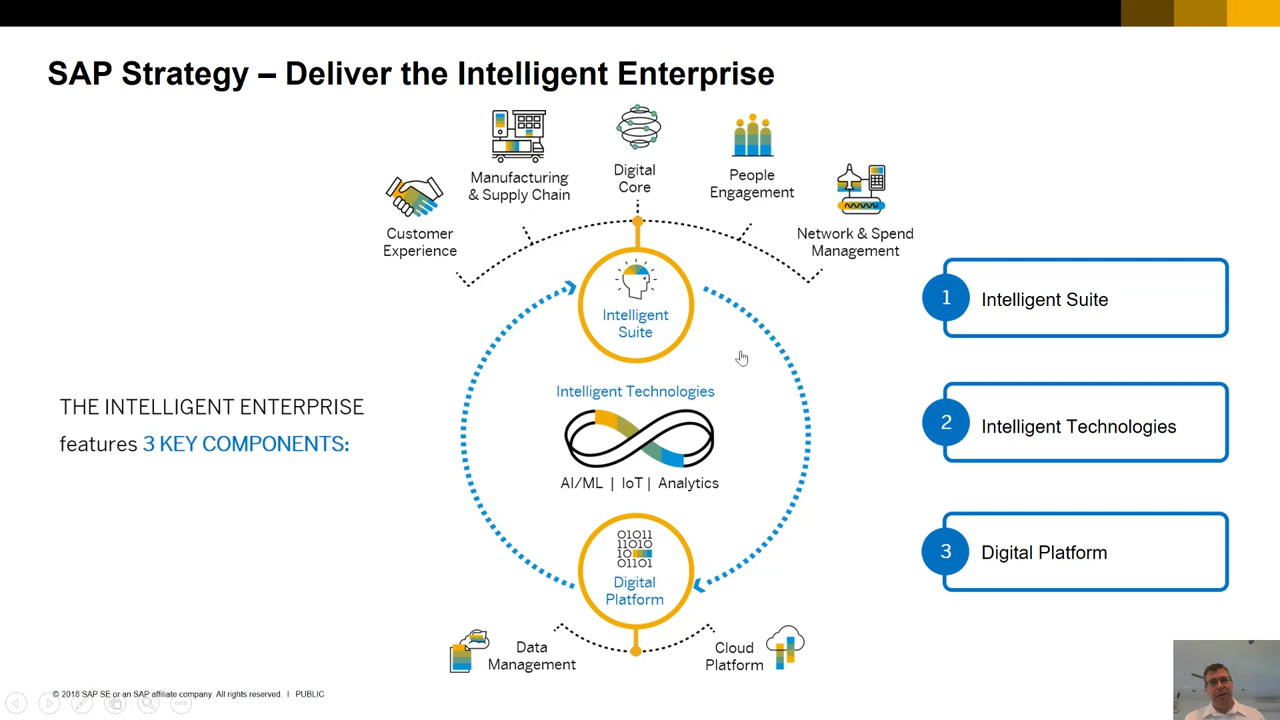 SAP Strategy – Deliver the Intelligent Enterprise
Manufacturing
& Supply Chain
Digital
Core
People
Engagement
Customer
Experience
Network & Spend
Management
Intelligent
Suite
1
Intelligent Suite
Intelligent Technologies
THE INTELLIGENT ENTERPRISE
features 3 KEY COMPONENTS:
2
Intelligent Technologies
AI/ML | IoT | Analytics
01011
11010
10
01101
Digital
Platform
3
Digital Platform
Data
Management
Cloud
Platform
© 2018 SAP SE or an SAP affiliate company. All rights reserved. I PUBLIC